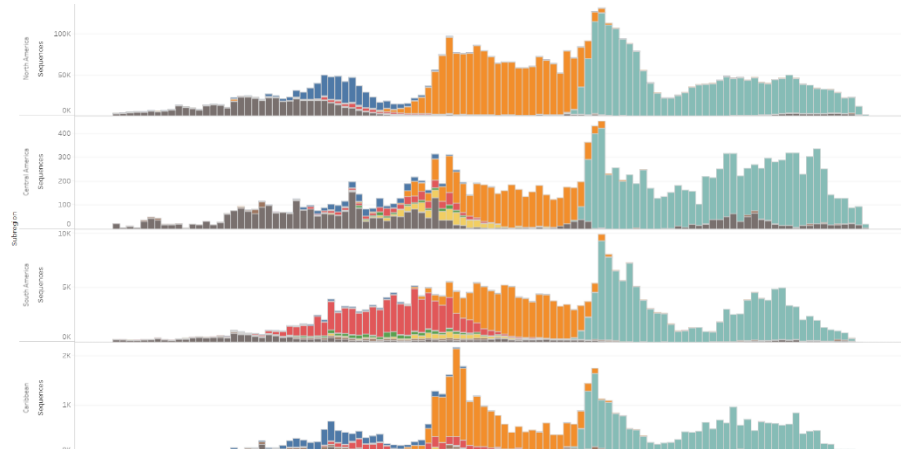 North America
Sequences
100K
50K
0K
Central America
Sequences
400
300
200
100
0
Subregion
South America
Sequences
10K
5K
0K
Caribbean
Sequences
2K
1K